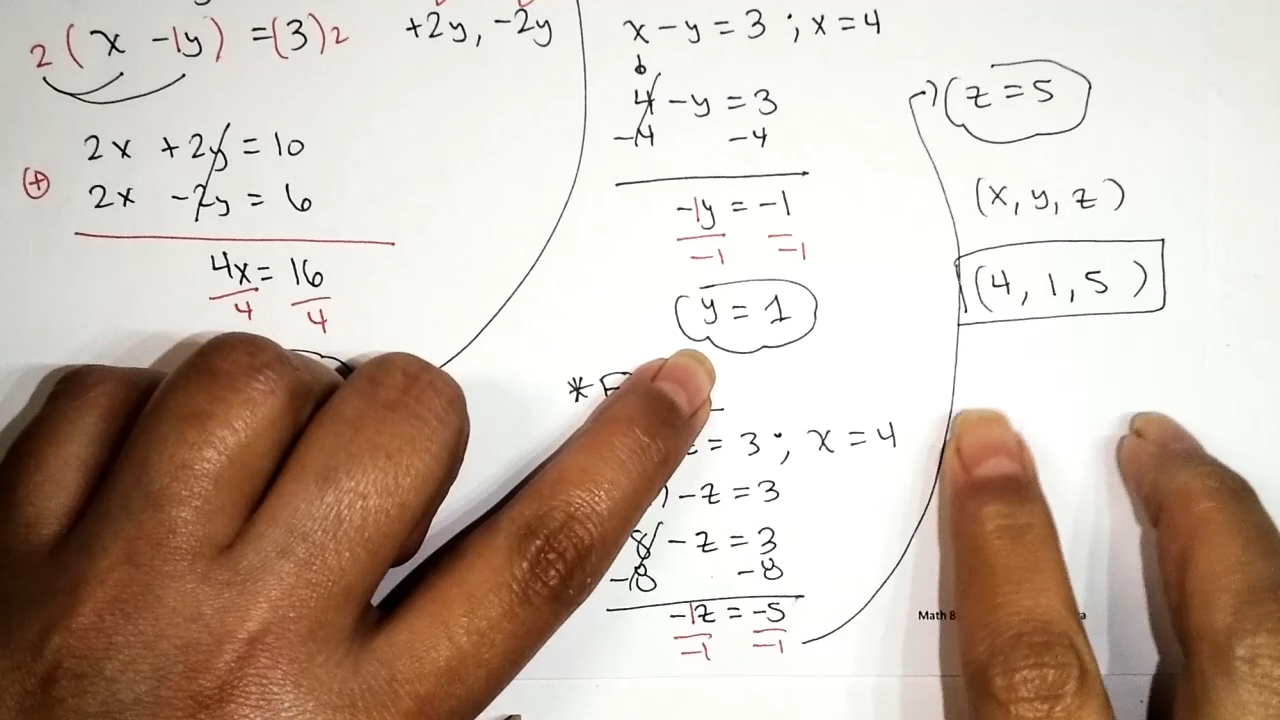 2(x -1y) =(3)2
+2y, -2y
2x +2y = 10
+
2x -2y = 6
4x = 16
4 4
x - y = 3 ; x = 4
4 - y = 3
-4 -4
-1y = -1
-1 -1
y = 1
*
= 3 ; x = 4
) - z = 3
8 - z = 3
-8 -8
-1z = -5
-1 -1
z = 5
(x, y, z)
(4, 1, 5 )
Math 8